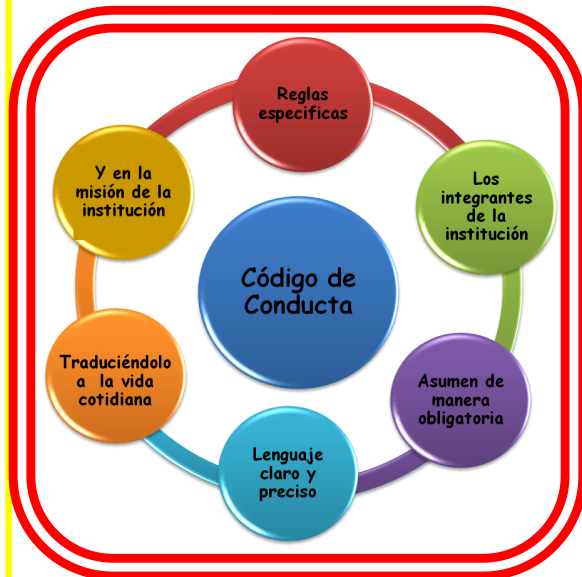 Reglas
especificas
Los
integrantes
de la
institución
Asumen de
manera
obligatoria
Lenguaje
claro y
preciso
Traduciéndolo
a la vida
cotidiana
Y en la
misión de la
institución
Código de
Conducta